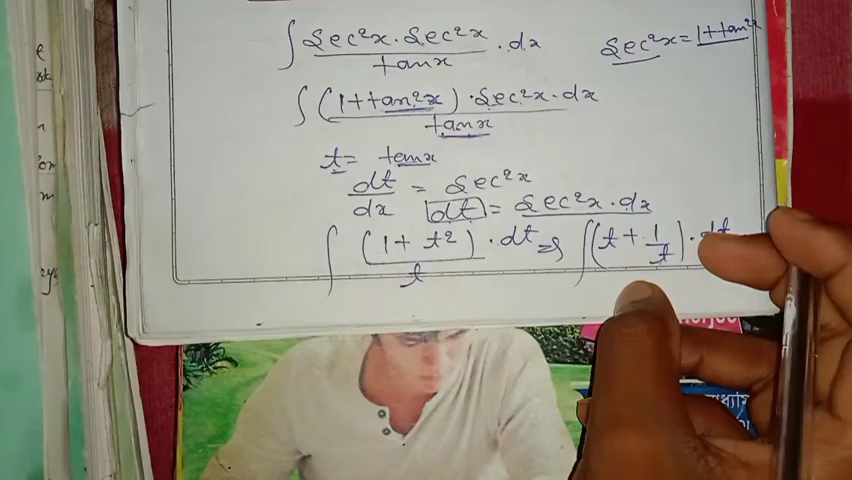 ∫ Sec²x · Sec²x / tanx · dx
Sec²x = 1 + tan²x
∫ (1 + tan²x) · Sec²x · dx / tanx
t = tanx
dt/dx = Sec²x
dt = Sec²x · dx
∫ (1 + t²) / t · dt ⇒ ∫ (t + 1/t) · dt